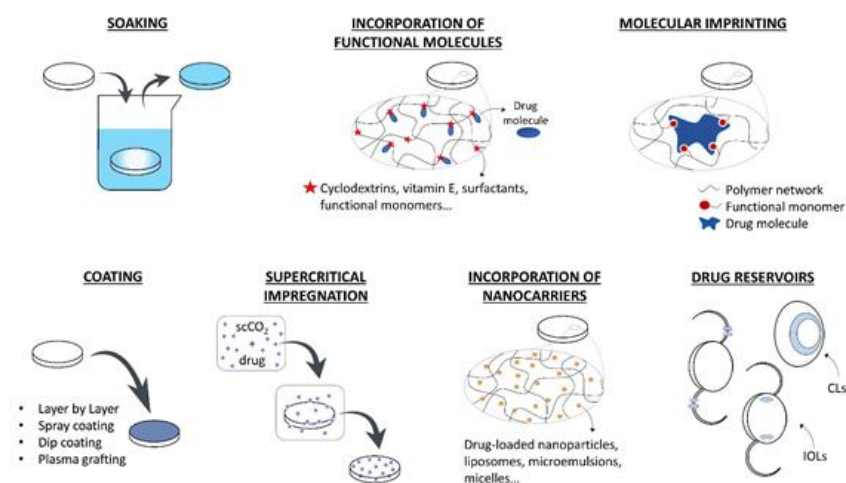 SOAKING
INCORPORATION OF
FUNCTIONAL MOLECULES
Drug
molecule
Cyclodextrins, vitamin E, surfactants,
functional monomers...
MOLECULAR IMPRINTING
Polymer network
Functional monomer
Drug molecule
COATING
• Layer by Layer
• Spray coating
• Dip coating
• Plasma grafting
SUPERCRITICAL
IMPREGNATION
scCO₂
+
drug
INCORPORATION OF
NANOCARRIERS
Drug-loaded nanoparticles,
liposomes, microemulsions,
micelles...
DRUG RESERVOIRS
CLs
IOLs